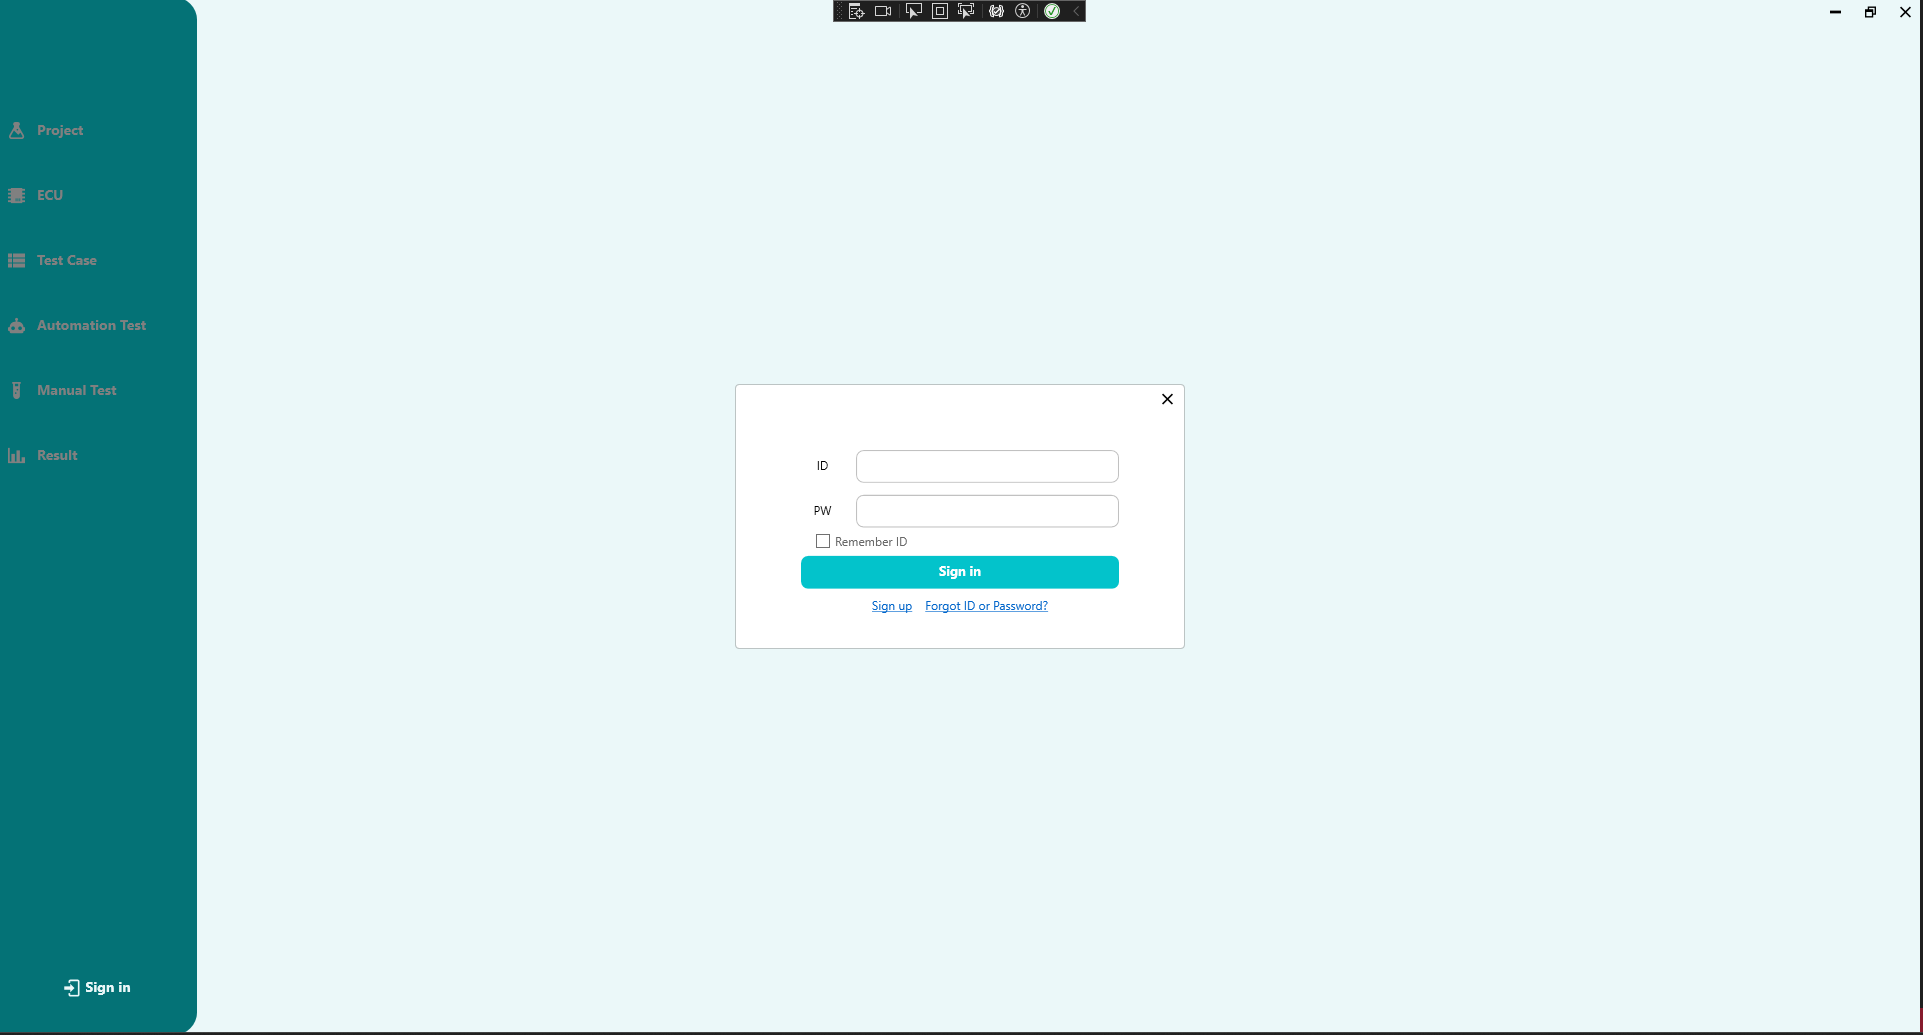 Project
ECU
Test Case
Automation Test
Manual Test
Result
Sign in
ID
PW
Remember ID
Sign in
Sign up Forgot ID or Password?